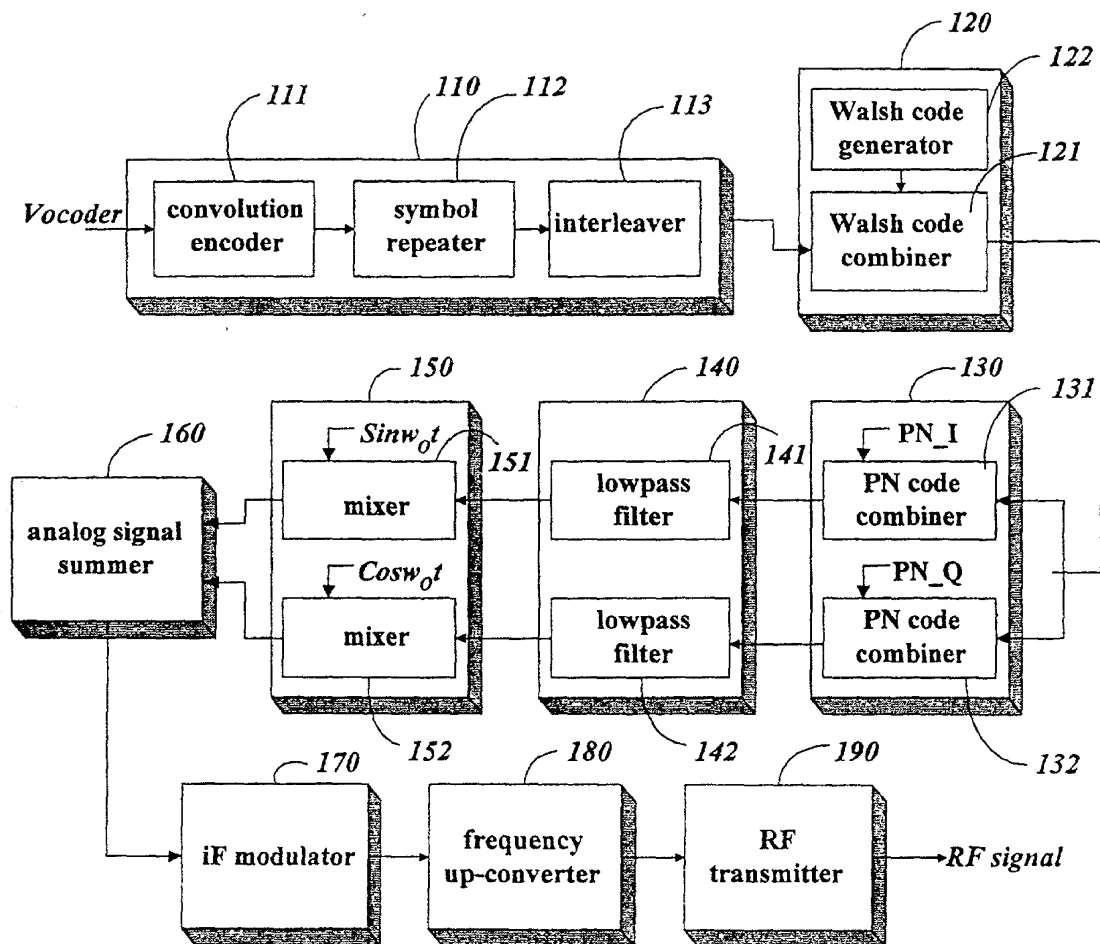 120
122
111
110
112
113
Walsh code
generator
121
Vocoder
convolution
encoder
symbol
repeater
interleaver
Walsh code
combiner
150
140
130
131
160
Sinwₒt
151
141
PN_I
mixer
lowpass
filter
PN code
combiner
analog signal
summer
Coswₒt
PN_Q
mixer
lowpass
filter
PN code
combiner
152
142
132
170
180
190
iF modulator
frequency
up-converter
RF
transmitter
RF signal